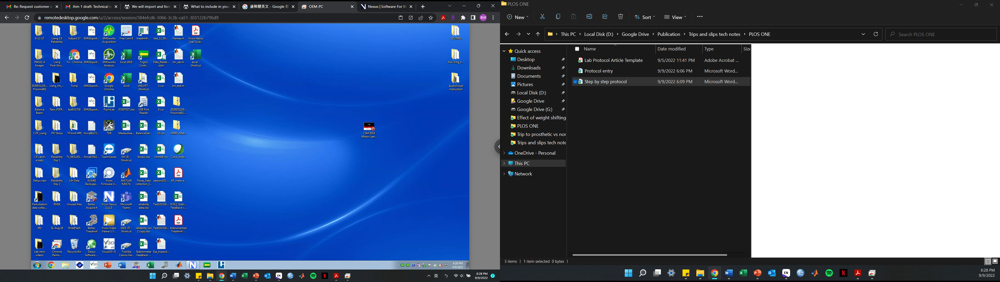 Re: Request customer c
Aim 1 draft: Technical n
We will import and form
What to include in your
Google
OEM-PC
Nexus | Software For M
remotedesktop.google.com/u/2/access/session/384efcd6-3066-3c3b-ca51-303122b796d9
惠婷
9-12-17
Liang 2.0 Reliability
Subject 17
EMGExport...
EMGworks Acquisition
Free Cam 8
treadmill-...
test_12_09....
frames.m
Vicon Nexus User Guid...
SZUTING
764521-4 Images
Liang Post-Stro...
Yo - Chrome
EMGExport...
EMGworks Analysis
Excel 2016
Trigno Contr...
Data_Reliab... .xlsm
tm_set.m
excel - Shortcut
Hui-Ting_V...
2020031216... Proximal02
Liang_Ho_...
Temp
EMGExport...
Google Chrome
Excel
UNLVPT - Shortcut
3.csv
tm_test.m
AudioVisual instruction
Balance Beam
New_PSFR...
test031716
EMGExport...
PsymLab
JOSETEST.xlsx
USB Port Reader
9.csv
2020031216... Proximal02....
COP_Liang
PFJ Stress
TFJoint MRI
force06272...
TDK
Mastershee...
BalanceDat...
10.csv
HMRL-Mat...
CSM 2019 Motor Lear...
CP Latch scripts
Reliability Day 1
TS_0831201...
force07042...
TeamViewer
KH (E) - Shortcut
Book1.xlsx
cmm08.csv
Cisco_Web...
Delsys new
Reliability Day 2
UH Data
AOMEI Backupp...
Vicon Firmware U...
MATLAB R2017b
Flores_Data collection_1...
session101....
AF_meta-a...
Perturbation data collec...
RMSE
Unused files
Bertec Acquire 4
Vicon Nexus 2.11.0
Microsoft Teams
reliability data.xlsx
Test101519....
IC012_Stabi... Feedback v...
JR3
S1-Aug 18
WriteFlash
Bertec Treadmill
Vicon Video Viewer 1.7...
SSD1 (F) - Shortcut
reliability run 2 copy.xlsx
Test101519...
Instrumented Treadmill ...
Lab intro videos
Chrome Remo...
Recycle Bin
Delsys Software ...
Visual3D v5
Toshiba Canvio Ha...
Stabilometer Feedback ...
Exp_tripand...
4:28 PM
9/9/2022
英
ㄅ
6:28 PM
9/9/2022
7
PLOS ONE
New
Sort
View
This PC
Local Disk (D:)
Google Drive
Publication
Trips and slips tech notes
PLOS ONE
Search PLOS ONE
Quick access
Desktop
Downloads
Documents
Pictures
Local Disk (D:)
Google Drive
Google Drive (G:)
Effect of weight shifting
PLOS ONE
Trip to prosthetic vs nor
Trips and slips tech note
OneDrive - Personal
This PC
Network
Name Date modified Type Size
Lab Protocol Article Template 9/5/2022 11:41 PM Adobe Acrobat ...
Protocol entry 9/9/2022 6:06 PM Microsoft Word...
Step by step protocol 9/9/2022 6:09 PM Microsoft Word...
3 items
1 item selected 0 bytes
EN
6:28 PM
9/9/2022